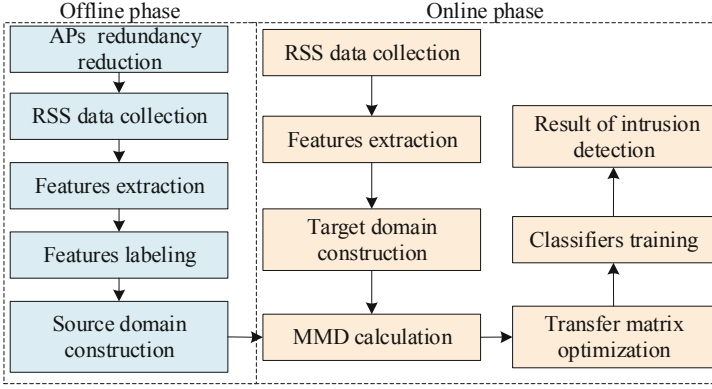 Offline phase
APs redundancy
reduction
RSS data collection
Features extraction
Features labeling
Source domain
construction
Online phase
RSS data collection
Features extraction
Target domain
construction
MMD calculation
Result of intrusion
detection
Classifiers training
Transfer matrix
optimization